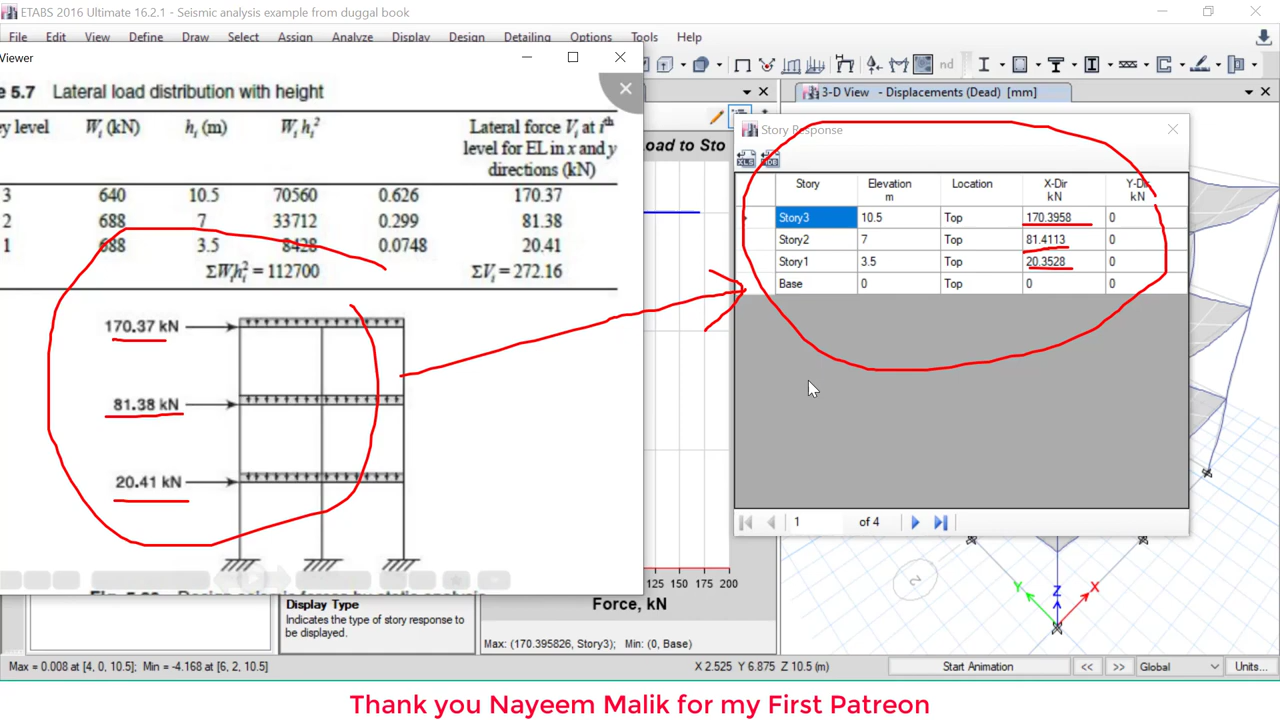 ETABS 2016 Ultimate 16.2.1 - Seismic analysis example from duggal book
File Edit View Define Draw Select Assign Analyze Display Design Detailing Options Tools Help
Viewer
nd
3-D View - Displacements (Dead) [mm]
e 5.7 Lateral load distribution with height
ey level Wi (kN) hi (m) Wi hi² Lateral force Vi at ith
level for EL in x and y
directions (kN)
3 640 10.5 70560 0.626 170.37
2 688 7 33712 0.299 81.38
1 688 3.5 8428 0.0748 20.41
ΣWihi² = 112700 ΣVi = 272.16
170.37 kN
81.38 kN
20.41 kN
oad to Sto
Story Response
XLS
Story Elevation Location X-Dir Y-Dir
m kN kN
Story3 10.5 Top 170.3958 0
Story2 7 Top 81.4113 0
Story1 3.5 Top 20.3528 0
Base 0 Top 0 0
1 of 4
125 150 175 200
Force, kN
Display Type
Indicates the type of story response to
be displayed.
Max: (170.395826, Story3); Min: (0, Base)
2
Y Z X
Max = 0.008 at [4, 0, 10.5]; Min = -4.168 at [6, 2, 10.5] X 2.525 Y 6.875 Z 10.5 (m) Start Animation << >> Global Units...
Thank you Nayeem Malik for my First Patreon